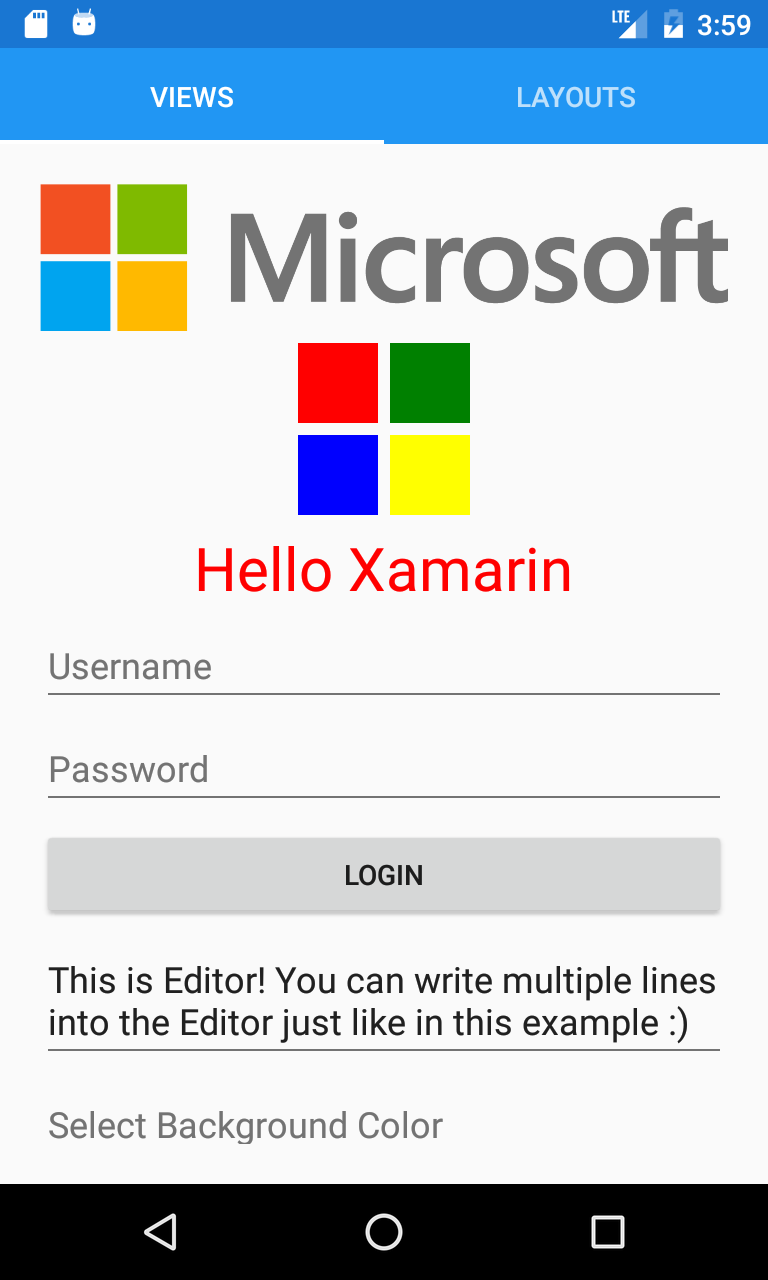 LTE 3:59
VIEWS LAYOUTS
Microsoft
Hello Xamarin
Username
Password
LOGIN
This is Editor! You can write multiple lines
into the Editor just like in this example :)
Select Background Color